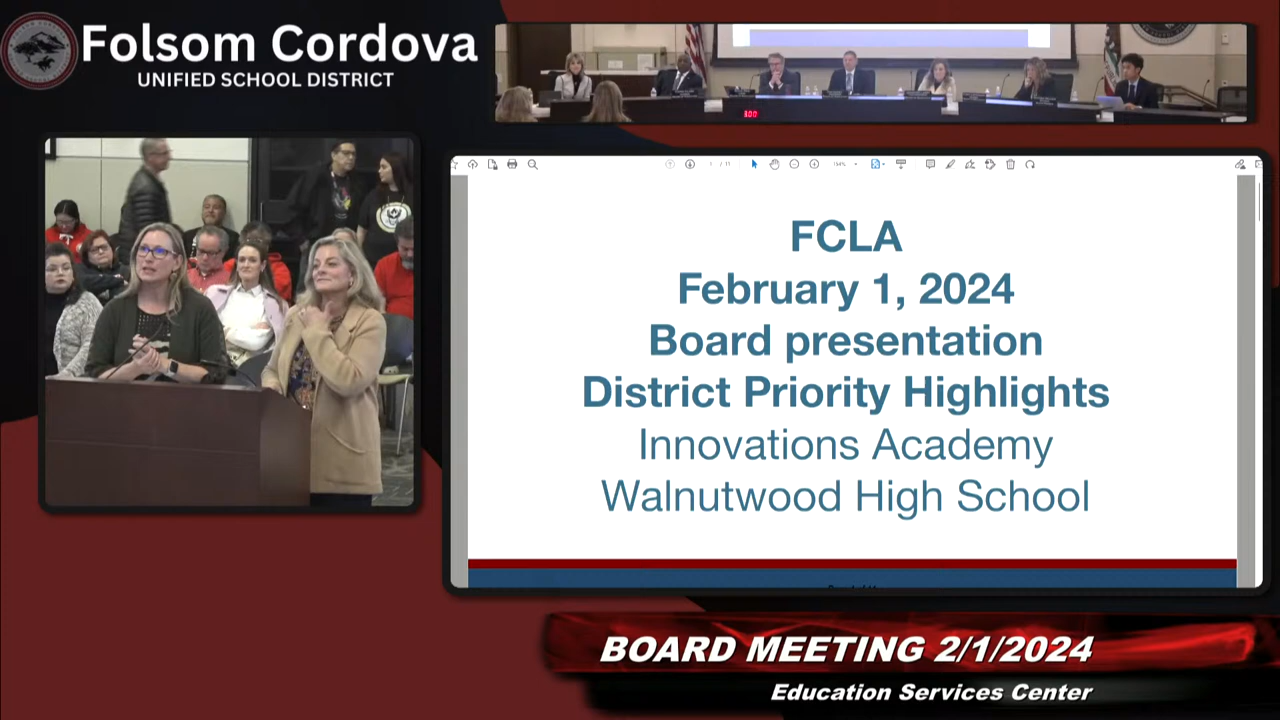 Folsom Cordova
UNIFIED SCHOOL DISTRICT
FCLA
February 1, 2024
Board presentation
District Priority Highlights
Innovations Academy
Walnutwood High School
BOARD MEETING 2/1/2024
Education Services Center